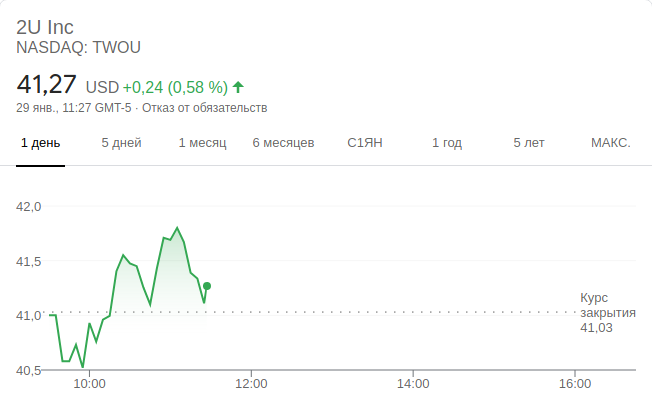 2U Inc
NASDAQ: TWOU
41,27 USD +0,24 (0,58 %)
29 янв., 11:27 GMT-5 · Отказ от обязательств
1 день 5 дней 1 месяц 6 месяцев С1ЯН 1 год 5 лет МАКС.
42,0
41,5
41,0
40,5
Курс
закрытия
41,03
10:00 12:00 14:00 16:00